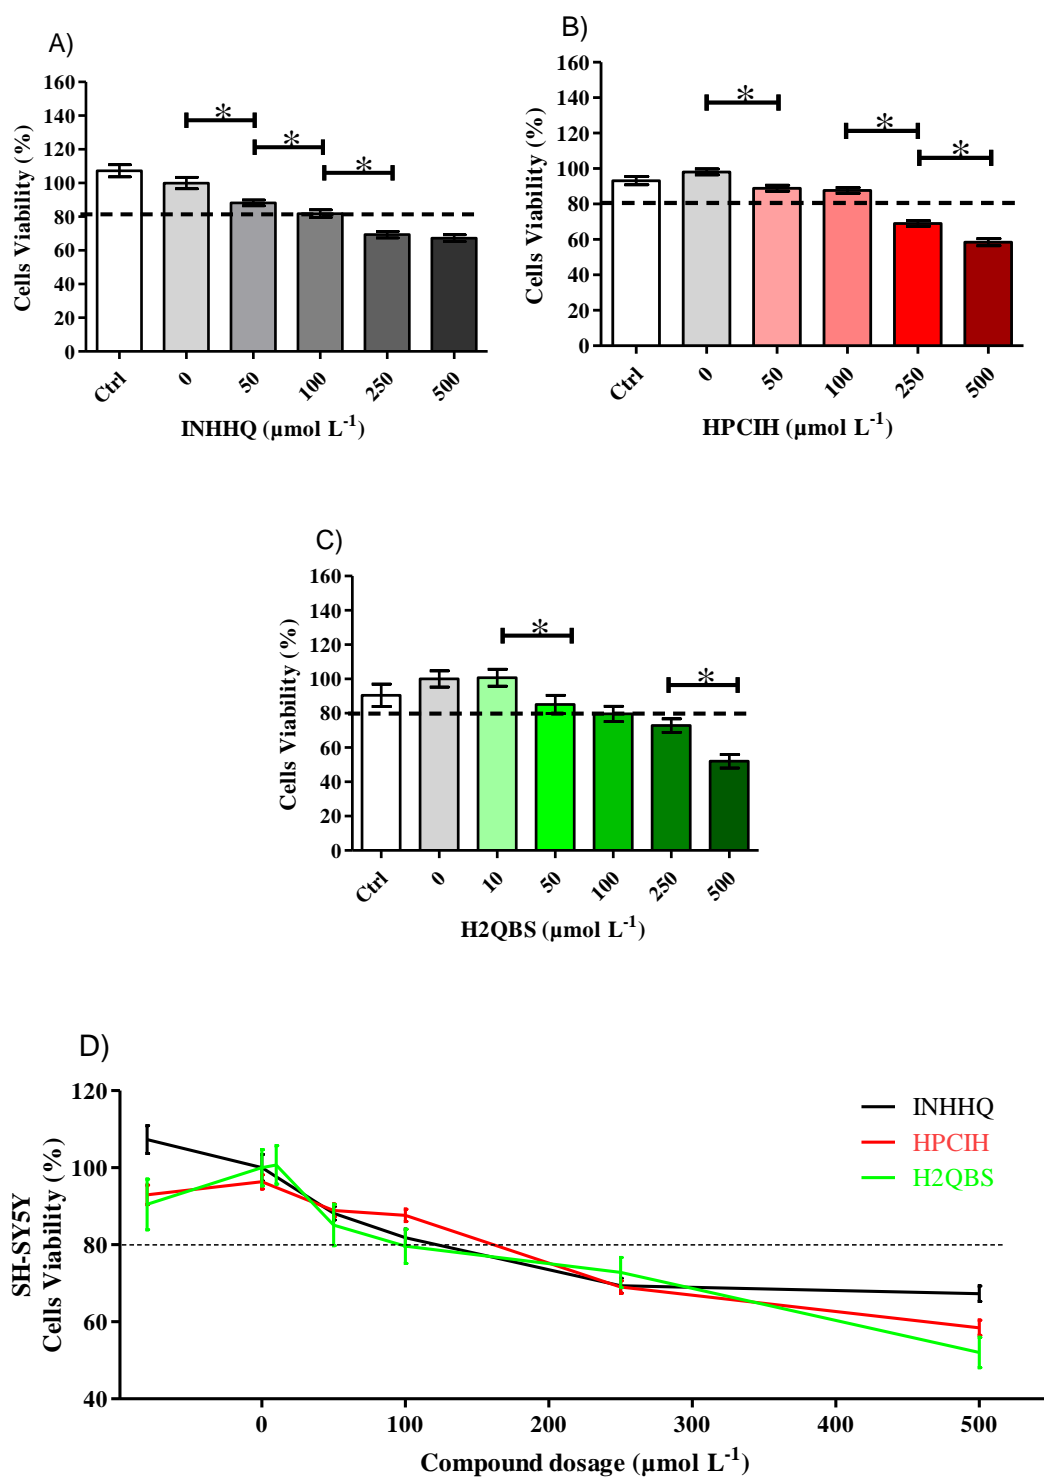 A)
160
140
120
100
80
60
40
20
0
Cells Viability (%)
* * *
Ctrl 0 50 100 250 500
INHHQ (µmol L⁻¹)
B)
160
140
120
100
80
60
40
20
0
Cells Viability (%)
* * *
Ctrl 0 50 100 250 500
HPCIH (µmol L⁻¹)
C)
160
140
120
100
80
60
40
20
0
Cells Viability (%)
* *
Ctrl 0 10 50 100 250 500
H2QBS (µmol L⁻¹)
D)
120
100
80
60
40
SH-SY5Y
Cells Viability (%)
INHHQ
HPCIH
H2QBS
0 100 200 300 400 500
Compound dosage (µmol L⁻¹)